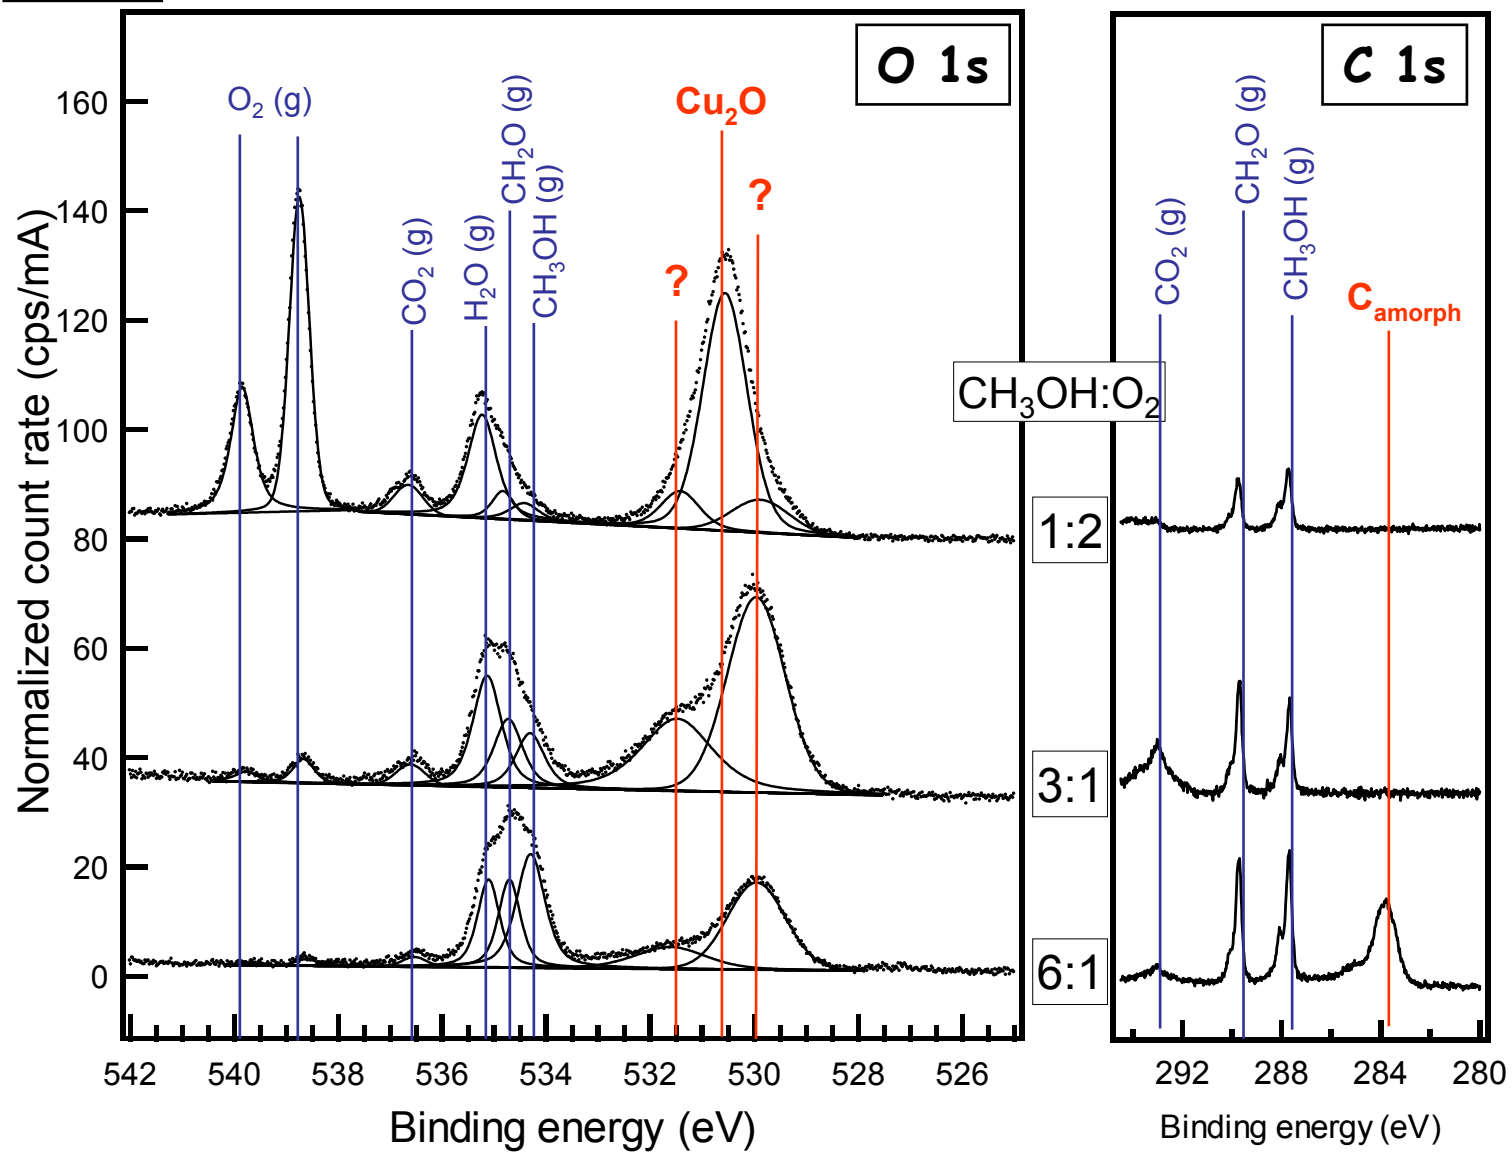 O 1s
C 1s
O₂ (g)
CO₂ (g)
H₂O (g)
CH₂O (g)
CH₃OH (g)
?
Cu₂O
?
CO₂ (g)
CH₂O (g)
CH₃OH (g)
C amorph
CH₃OH:O₂
1:2
3:1
6:1
Normalized count rate (cps/mA)
160
140
120
100
80
60
40
20
0
542 540 538 536 534 532 530 528 526
Binding energy (eV)
292 288 284 280
Binding energy (eV)